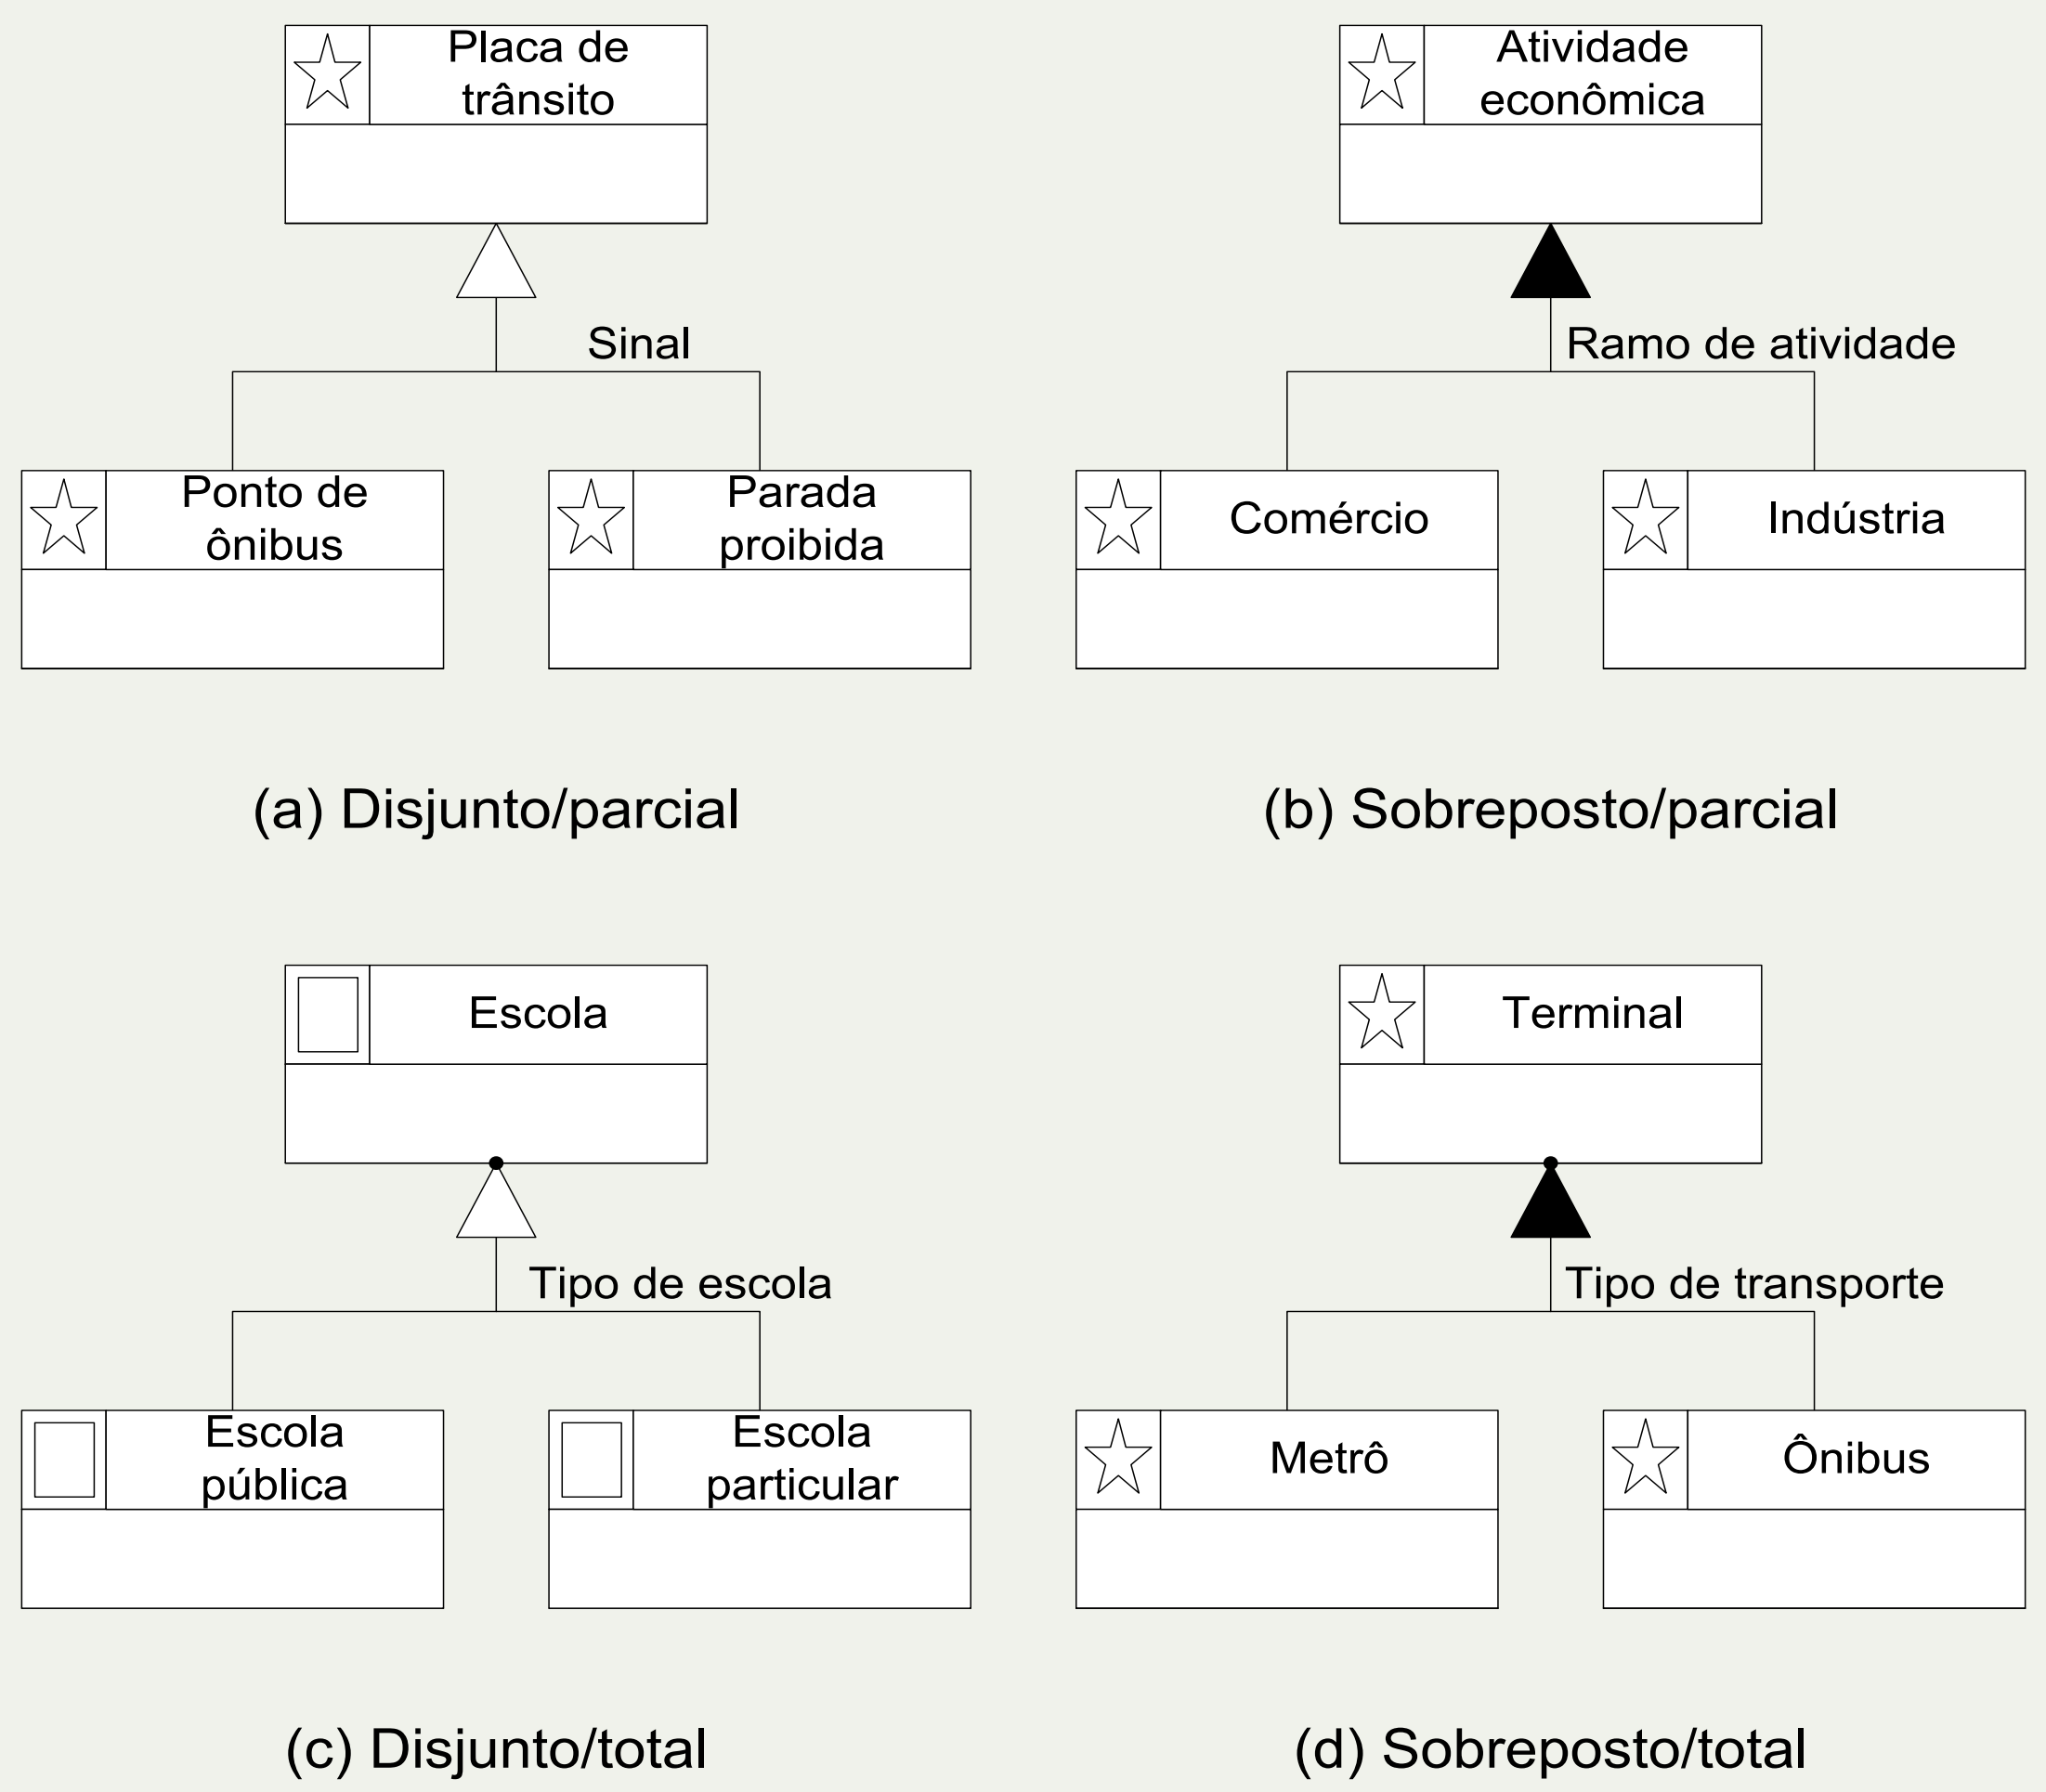 Placa de
trânsito
Sinal
Ponto de
ônibus
Parada
proibida
(a) Disjunto/parcial
Atividade
econômica
Ramo de atividade
Comércio
Indústria
(b) Sobreposto/parcial
Escola
Tipo de escola
Escola
pública
Escola
particular
(c) Disjunto/total
Terminal
Tipo de transporte
Metrô
Ônibus
(d) Sobreposto/total